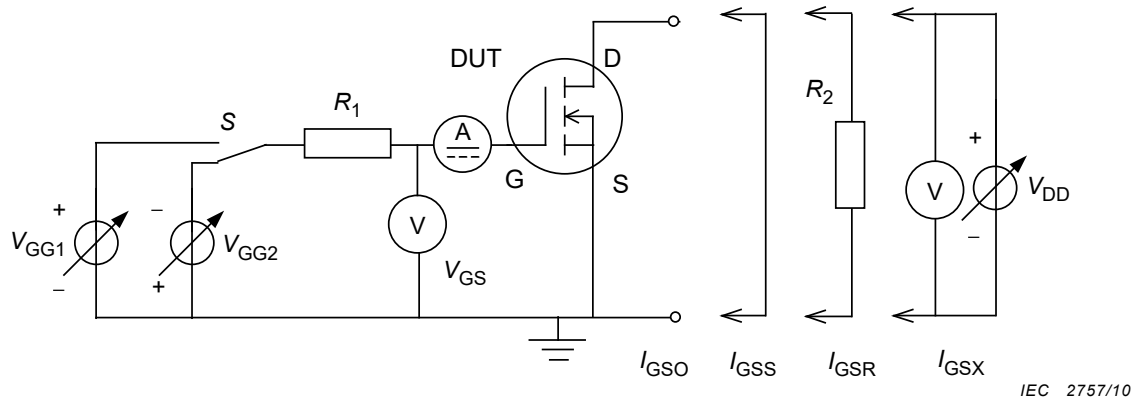 DUT
D
R2
R1
S
A
+
G
S
V
VDD
+
−
V
VGG1
VGG2
VGS
−
−
+
IGSO
IGSS
IGSR
IGSX
IEC 2757/10